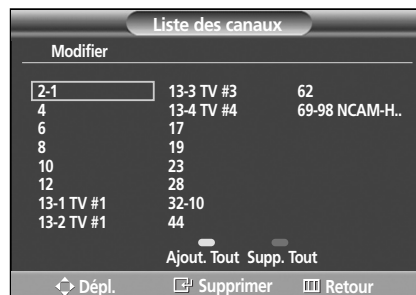 Liste des canaux
Modifier
2-1 13-3 TV #3 62
4 13-4 TV #4 69-98 NCAM-H..
6 17
8 19
10 23
12 28
13-1 TV #1 32-10
13-2 TV #1 44
Ajout. Tout Supp. Tout
Dépl. Supprimer Retour